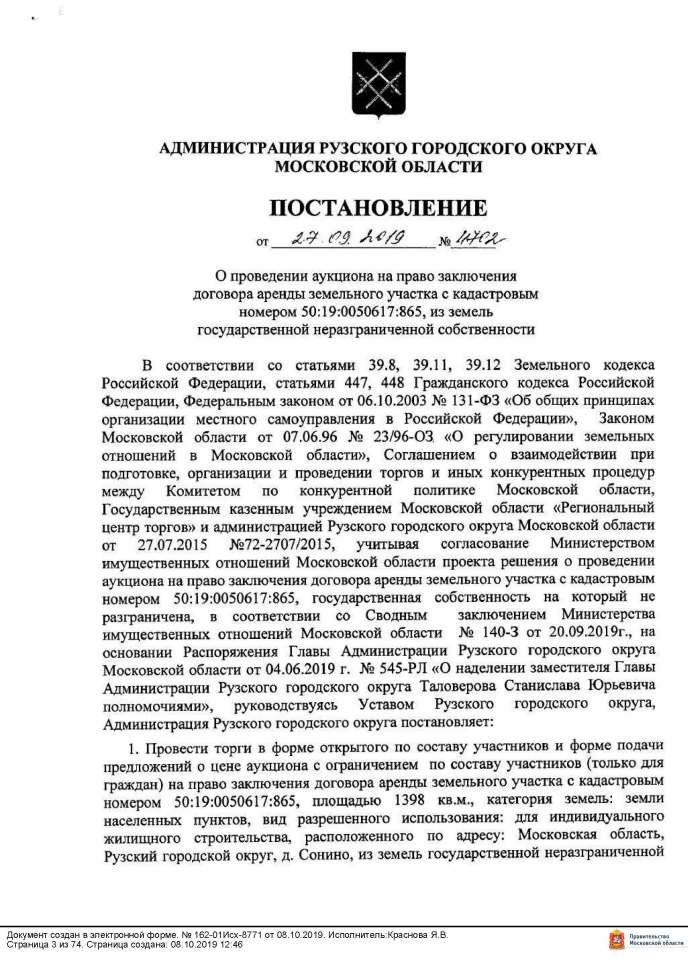 АДМИНИСТРАЦИЯ РУЗСКОГО ГОРОДСКОГО ОКРУГА
МОСКОВСКОЙ ОБЛАСТИ
ПОСТАНОВЛЕНИЕ
от 27.09.2019 № 4702
О проведении аукциона на право заключения
договора аренды земельного участка с кадастровым
номером 50:19:0050617:865, из земель
государственной неразграниченной собственности
В соответствии со статьями 39.8, 39.11, 39.12 Земельного кодекса
Российской Федерации, статьями 447, 448 Гражданского кодекса Российской
Федерации, Федеральным законом от 06.10.2003 № 131-ФЗ «Об общих принципах
организации местного самоуправления в Российской Федерации», Законом
Московской области от 07.06.96 № 23/96-ОЗ «О регулировании земельных
отношений в Московской области», Соглашением о взаимодействии при
подготовке, организации и проведении торгов и иных конкурентных процедур
между Комитетом по конкурентной политике Московской области,
Государственным казенным учреждением Московской области «Региональный
центр торгов» и администрацией Рузского городского округа Московской области
от 27.07.2015 №72-2707/2015, учитывая согласование Министерством
имущественных отношений Московской области проекта решения о проведении
аукциона на право заключения договора аренды земельного участка с кадастровым
номером 50:19:0050617:865, государственная собственность на который не
разграничена, в соответствии со Сводным заключением Министерства
имущественных отношений Московской области № 140-З от 20.09.2019г., на
основании Распоряжения Главы Администрации Рузского городского округа
Московской области от 04.06.2019 г. № 545-РЛ «О наделении заместителя Главы
Администрации Рузского городского округа Таловерова Станислава Юрьевича
полномочиями», руководствуясь Уставом Рузского городского округа,
Администрация Рузского городского округа постановляет:
1. Провести торги в форме открытого по составу участников и форме подачи
предложений о цене аукциона с ограничением по составу участников (только для
граждан) на право заключения договора аренды земельного участка с кадастровым
номером 50:19:0050617:865, площадью 1398 кв.м., категория земель: земли
населенных пунктов, вид разрешенного использования: для индивидуального
жилищного строительства, расположенного по адресу: Московская область,
Рузский городской округ, д. Сонино, из земель государственной неразграниченной
Документ создан в электронной форме. № 162-01Исх-8771 от 08.10.2019. Исполнитель:Краснова Я.В.
Страница 3 из 74. Страница создана: 08.10.2019 12:46
Правительство
Московской области